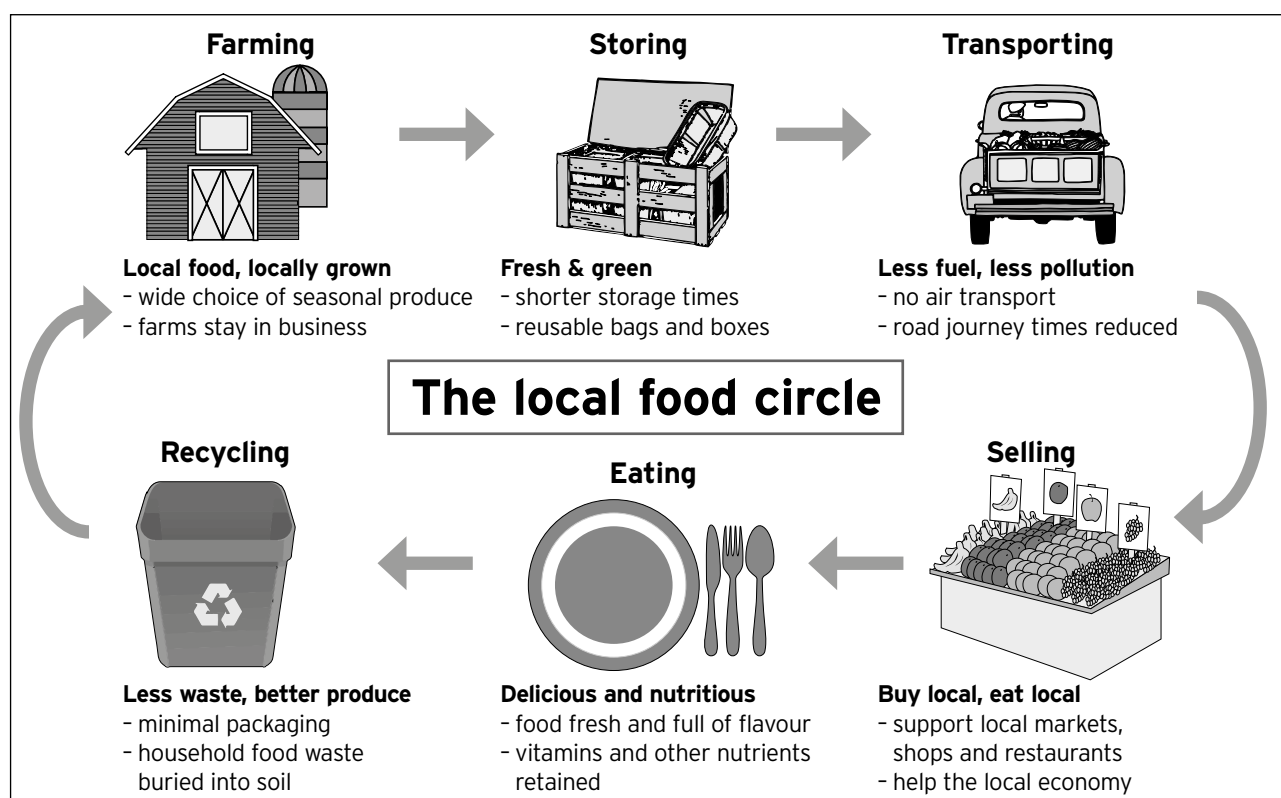 Farming
Local food, locally grown
– wide choice of seasonal produce
– farms stay in business
Storing
Fresh & green
– shorter storage times
– reusable bags and boxes
Transporting
Less fuel, less pollution
– no air transport
– road journey times reduced
The local food circle
Selling
Buy local, eat local
– support local markets,
shops and restaurants
– help the local economy
Eating
Delicious and nutritious
– food fresh and full of flavour
– vitamins and other nutrients
retained
Recycling
Less waste, better produce
– minimal packaging
– household food waste
buried into soil